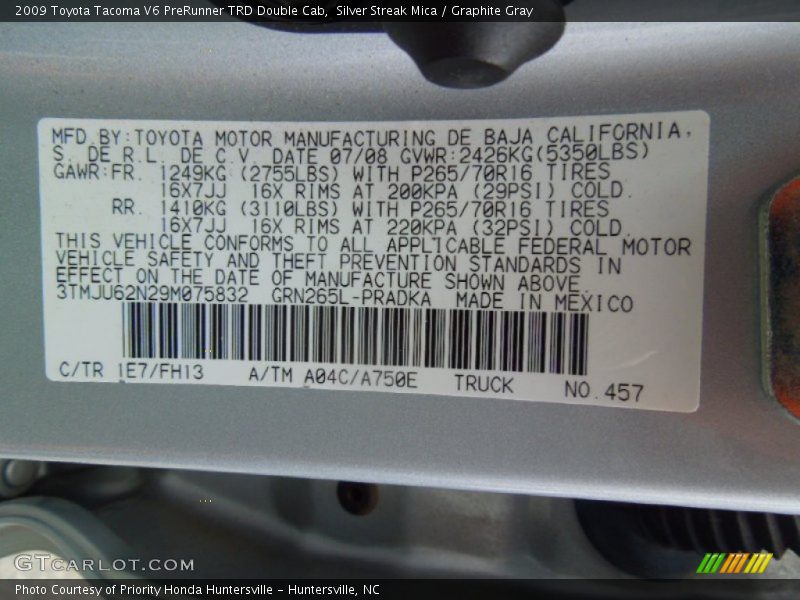 2009 Toyota Tacoma V6 PreRunner TRD Double Cab, Silver Streak Mica / Graphite Gray
MFD.BY:TOYOTA MOTOR MANUFACTURING DE BAJA CALIFORNIA,
S. DE R.L. DE C.V. DATE 07/08 GVWR:2426KG(5350LBS)
GAWR:FR. 1249KG (2755LBS) WITH P265/70R16 TIRES
16X7JJ 16X RIMS AT 200KPA (29PSI) COLD.
RR. 1410KG (3110LBS) WITH P265/70R16 TIRES
16X7JJ 16X RIMS AT 220KPA (32PSI) COLD.
THIS VEHICLE CONFORMS TO ALL APPLICABLE FEDERAL MOTOR
VEHICLE SAFETY AND THEFT PREVENTION STANDARDS IN
EFFECT ON THE DATE OF MANUFACTURE SHOWN ABOVE.
3TMJU62N29M075832 GRN265L-PRADKA MADE IN MEXICO
C/TR 1E7/FH13 A/TM A04C/A750E TRUCK NO.457
GTCARLOT.COM
Photo Courtesy of Priority Honda Huntersville - Huntersville, NC